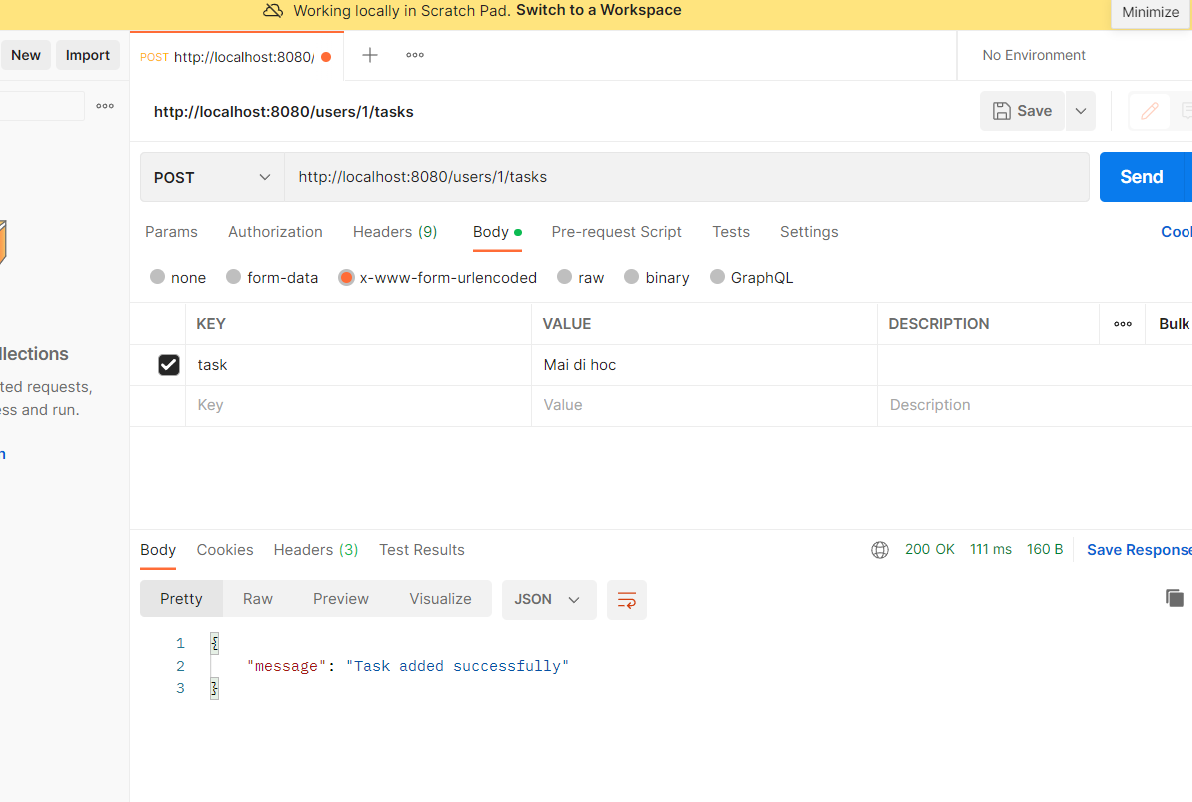 Working locally in Scratch Pad. Switch to a Workspace
Minimize
New Import
POST http://localhost:8080/
No Environment
http://localhost:8080/users/1/tasks
Save
POST http://localhost:8080/users/1/tasks Send
Params Authorization Headers (9) Body Pre-request Script Tests Settings
none form-data x-www-form-urlencoded raw binary GraphQL
KEY VALUE DESCRIPTION Bulk
task Mai di hoc
Key Value Description
llections
ted requests,
ss and run.
Body Cookies Headers (3) Test Results 200 OK 111 ms 160 B Save Response
Pretty Raw Preview Visualize JSON
1 {
2 "message": "Task added successfully"
3 }